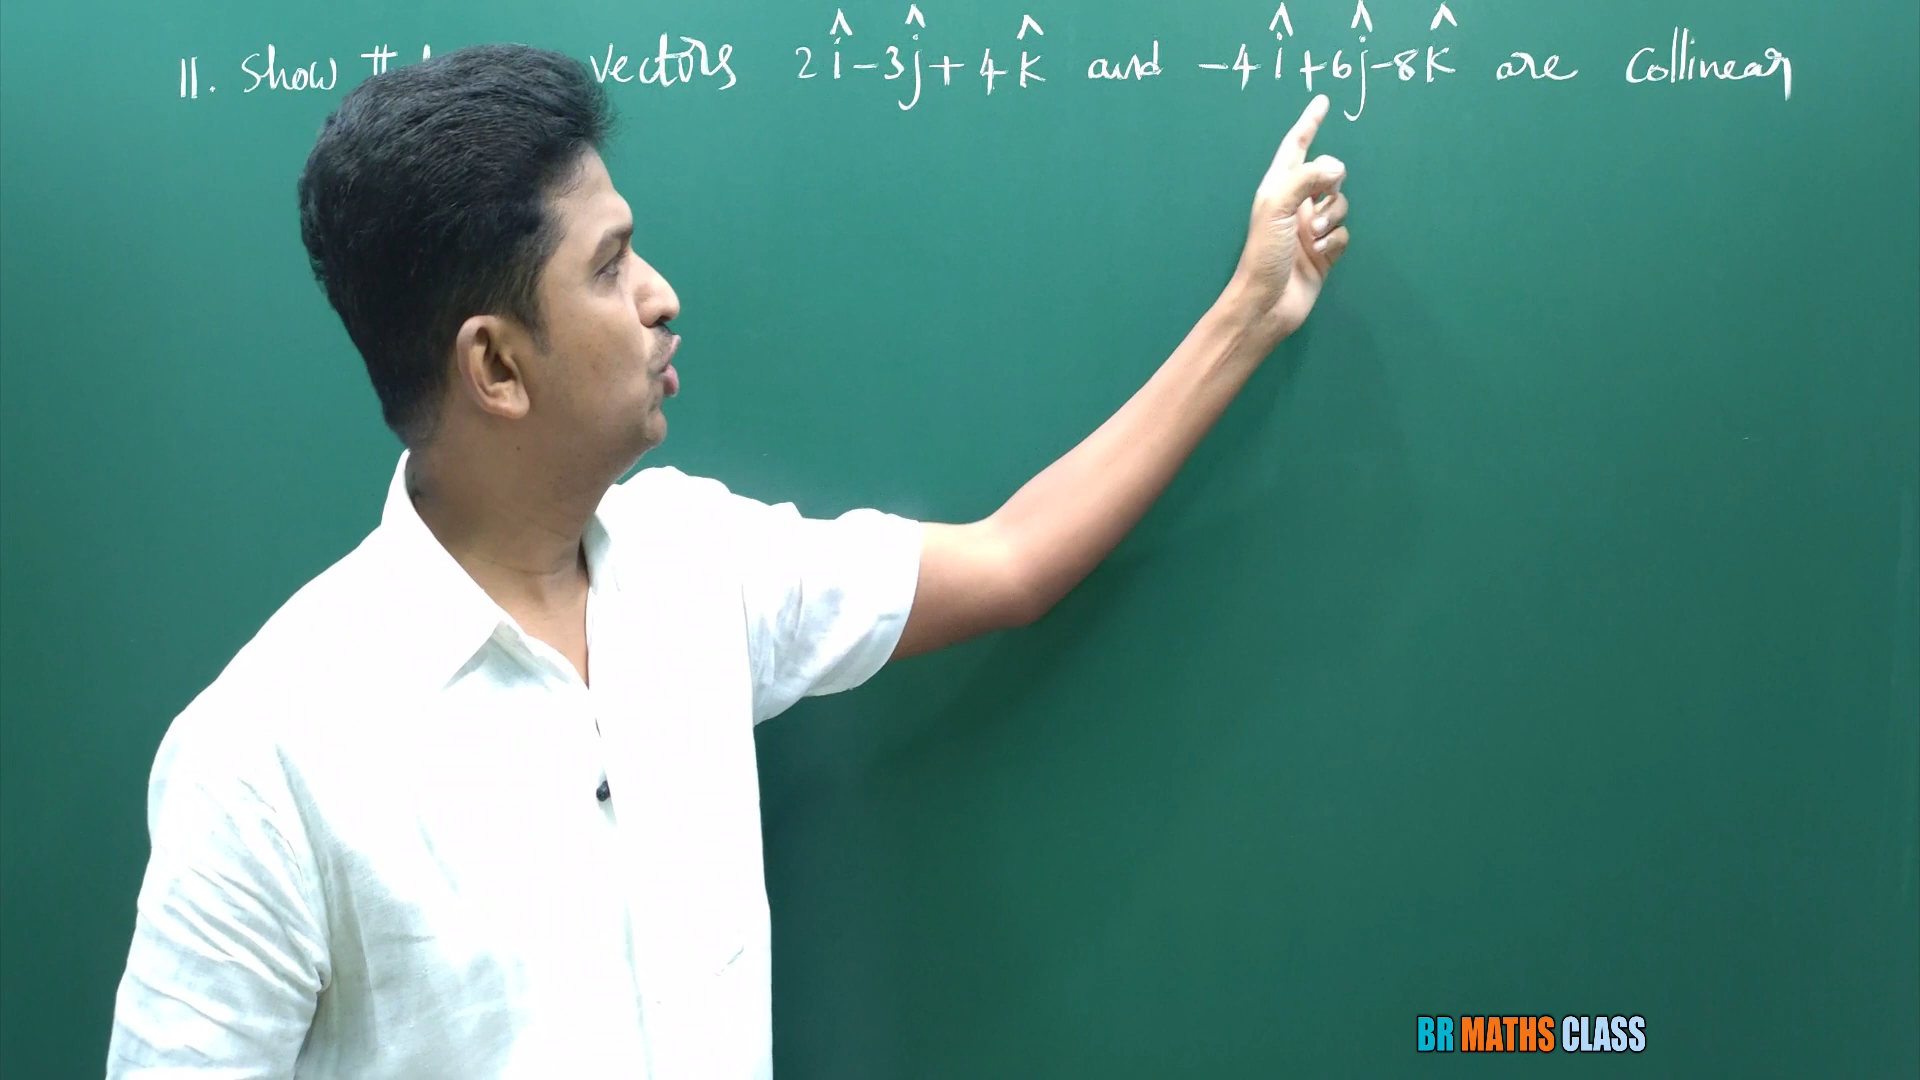 11. Show vectors 2î-3ĵ+4k̂ and -4î+6ĵ-8k̂ are collinear
BR MATHS CLASS